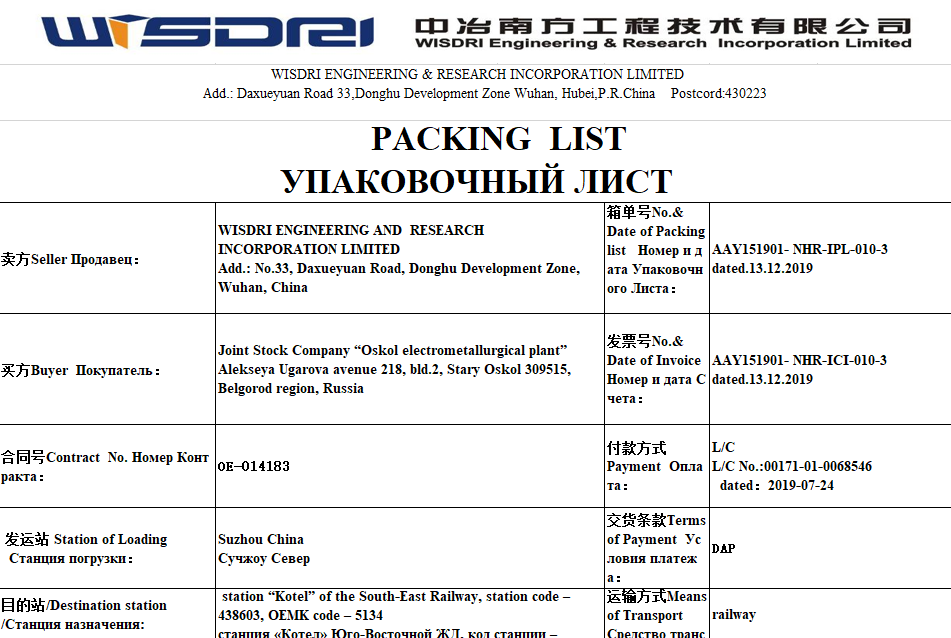 WISDRI 中冶南方工程技术有限公司
WISDRI Engineering & Research Incorporation Limited
WISDRI ENGINEERING & RESEARCH INCORPORATION LIMITED
Add.: Daxueyuan Road 33,Donghu Development Zone Wuhan, Hubei,P.R.China Postcord:430223
PACKING LIST
УПАКОВОЧНЫЙ ЛИСТ
卖方Seller Продавец：
WISDRI ENGINEERING AND RESEARCH
INCORPORATION LIMITED
Add.: No.33, Daxueyuan Road, Donghu Development Zone,
Wuhan, China
箱单号No.&
Date of Packing
list Номер и д
ата Упаковочн
ого Листа：
AAY151901- NHR-IPL-010-3
dated.13.12.2019
买方Buyer Покупатель：
Joint Stock Company “Oskol electrometallurgical plant”
Alekseya Ugarova avenue 218, bld.2, Stary Oskol 309515,
Belgorod region, Russia
发票号No.&
Date of Invoice
Номер и дата С
чета：
AAY151901- NHR-ICI-010-3
dated.13.12.2019
合同号Contract No. Номер Конт
ракта：
OE-014183
付款方式
Payment Опла
та：
L/C
L/C No.:00171-01-0068546
dated：2019-07-24
发运站 Station of Loading
Станция погрузки：
Suzhou China
Сучжоу Север
交货条款Terms
of Payment Ус
ловия платеж
а：
DAP
目的站/Destination station
/Станция назначения:
station “Kotel” of the South-East Railway, station code –
438603, OEMK code – 5134
станция «Котел» Юго-Восточной ЖД, код станции –
运输方式Means
of Transport
Средство транс
railway